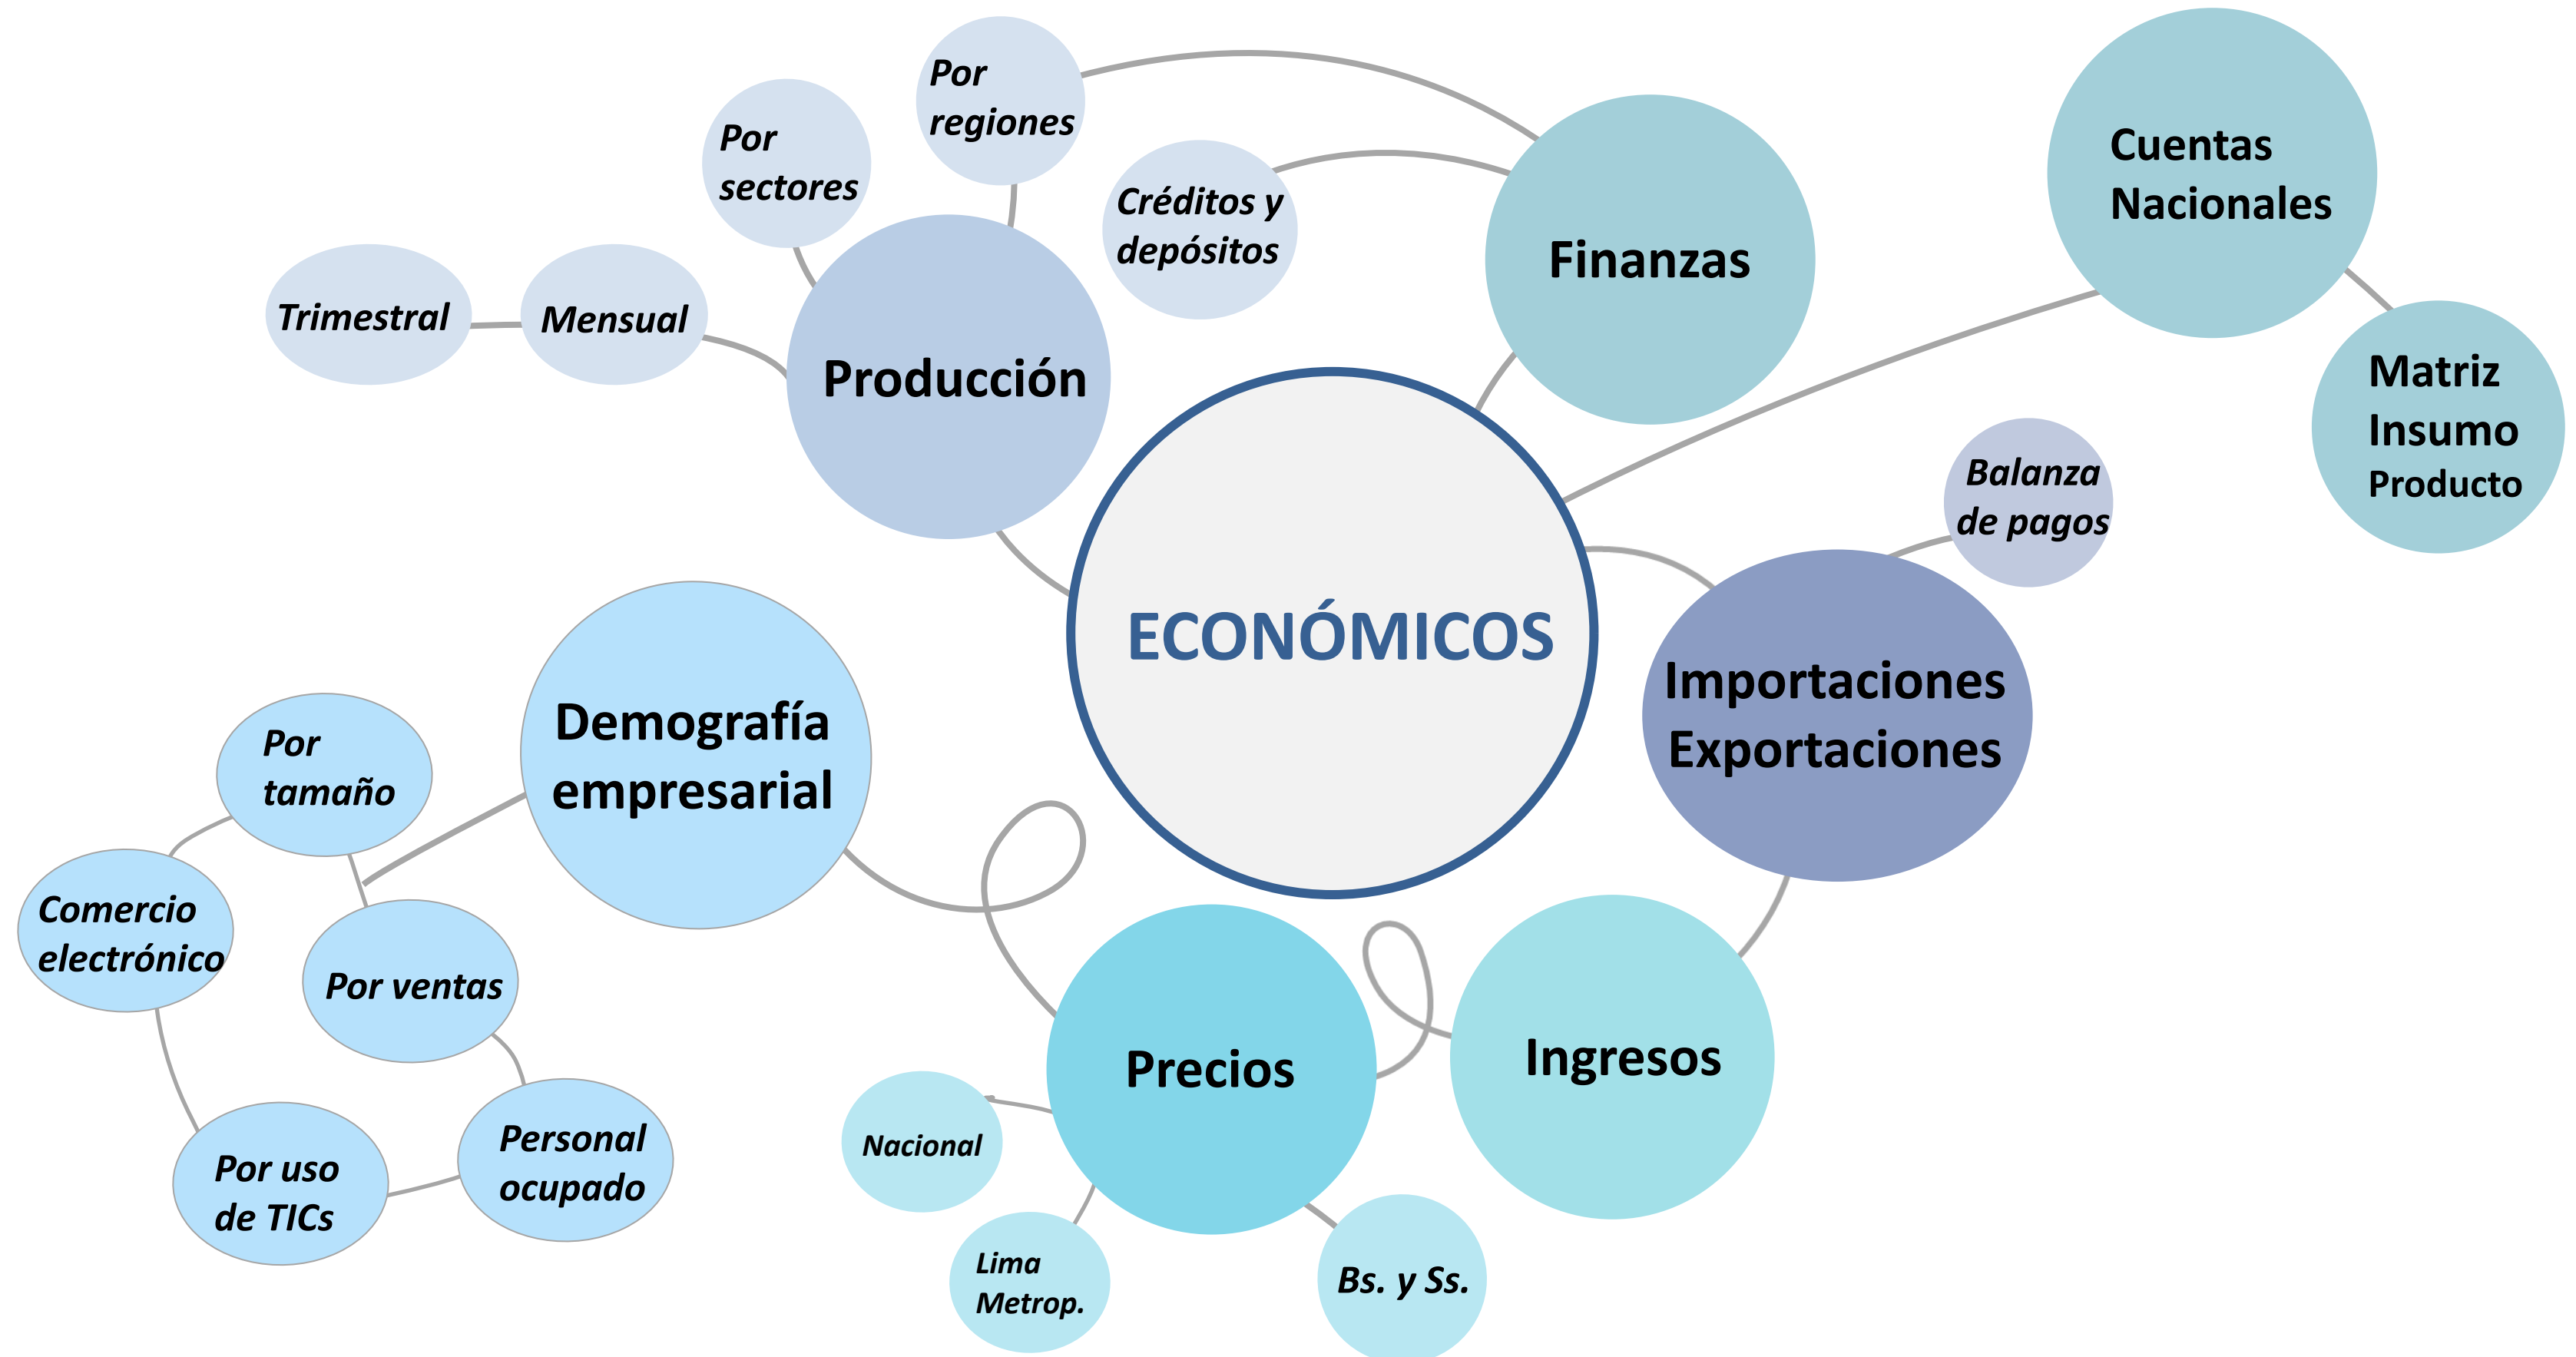 Por
regiones
Por
sectores
Créditos y
depósitos
Finanzas
Cuentas
Nacionales
Trimestral
Mensual
Producción
Matriz
Insumo
Producto
Balanza
de pagos
ECONÓMICOS
Importaciones
Exportaciones
Demografía
empresarial
Por
tamaño
Comercio
electrónico
Por ventas
Personal
ocupado
Por uso
de TICs
Precios
Ingresos
Nacional
Lima
Metrop.
Bs. y Ss.